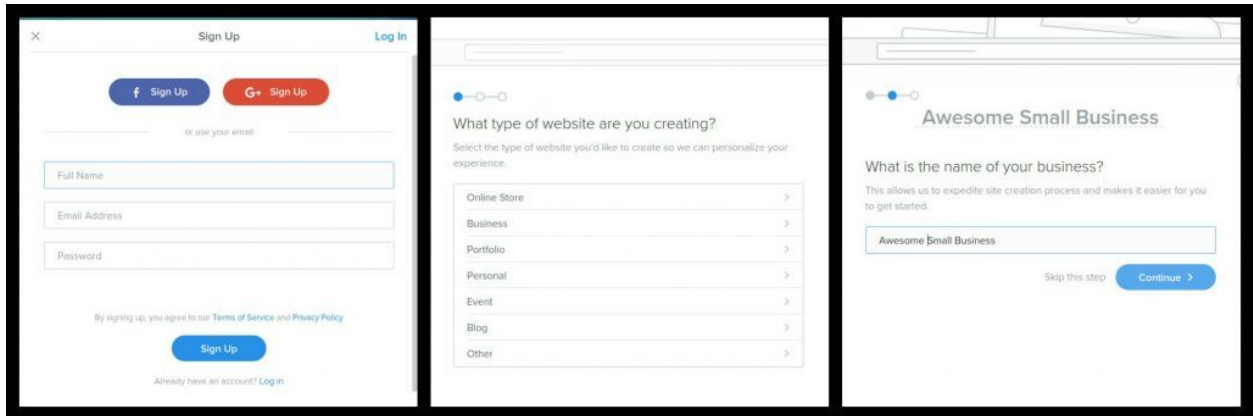 Sign Up
Log In
Sign Up
G+ Sign Up
or use your email
Full Name
Email Address
Password
By signing up, you agree to our Terms of Service and Privacy Policy
Sign Up
Already have an account? Log in
What type of website are you creating?
Select the type of website you'd like to create so we can personalize your
experience.
Online Store
Business
Portfolio
Personal
Event
Blog
Other
Awesome Small Business
What is the name of your business?
This allows us to expedite site creation process and makes it easier for you
to get started.
Awesome Small Business
Skip this step
Continue